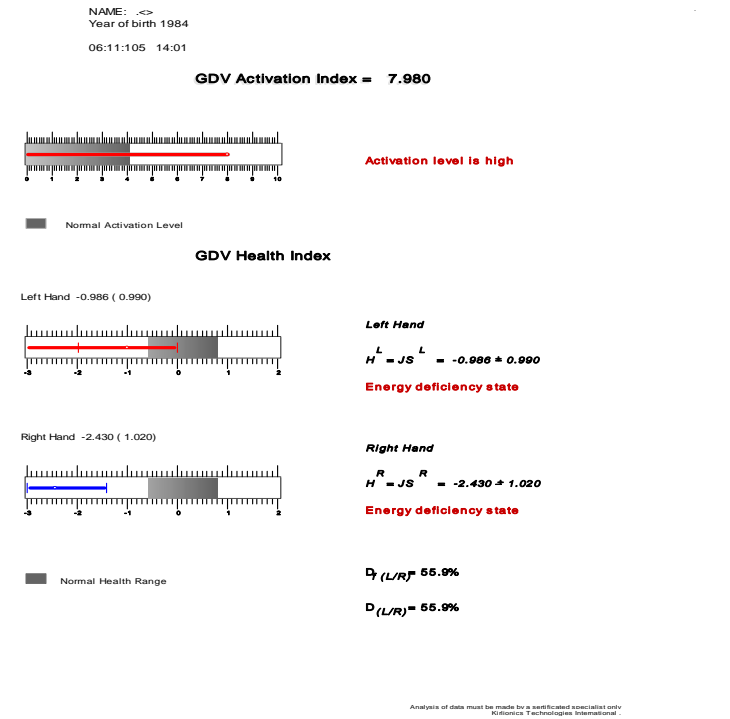 NAME: .<>
Year of birth 1984
06:11:105 14:01
GDV Activation Index = 7.980
0 1 2 3 4 5 6 7 8 9 10
Activation level is high
Normal Activation Level
GDV Health Index
Left Hand -0.986 ( 0.990)
-3 -2 -1 0 1 2
Left Hand
H L = JS L = -0.986 ± 0.990
Energy deficiency state
Right Hand -2.430 ( 1.020)
-3 -2 -1 0 1 2
Right Hand
H R = JS R = -2.430 ± 1.020
Energy deficiency state
Normal Health Range
D I (L/R) = 55.9%
D (L/R) = 55.9%
Analysis of data must be made by a sertificated specialist only
Kirlionics Technologies International .